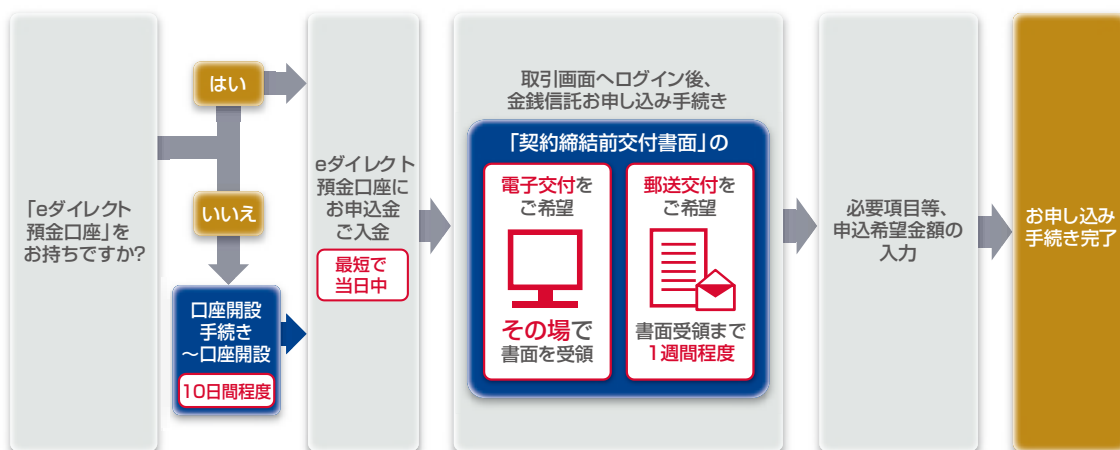 「eダイレクト
預金口座」を
お持ちですか?
はい
いいえ
口座開設
手続き
～口座開設
10日間程度
eダイレクト
預金口座に
お申込金
ご入金
最短で
当日中
取引画面へログイン後、
金銭信託お申し込み手続き
「契約締結前交付書面」の
電子交付を
ご希望
その場で
書面を受領
郵送交付を
ご希望
書面受領まで
1週間程度
必要項目等、
申込希望金額の
入力
お申し込み
手続き完了